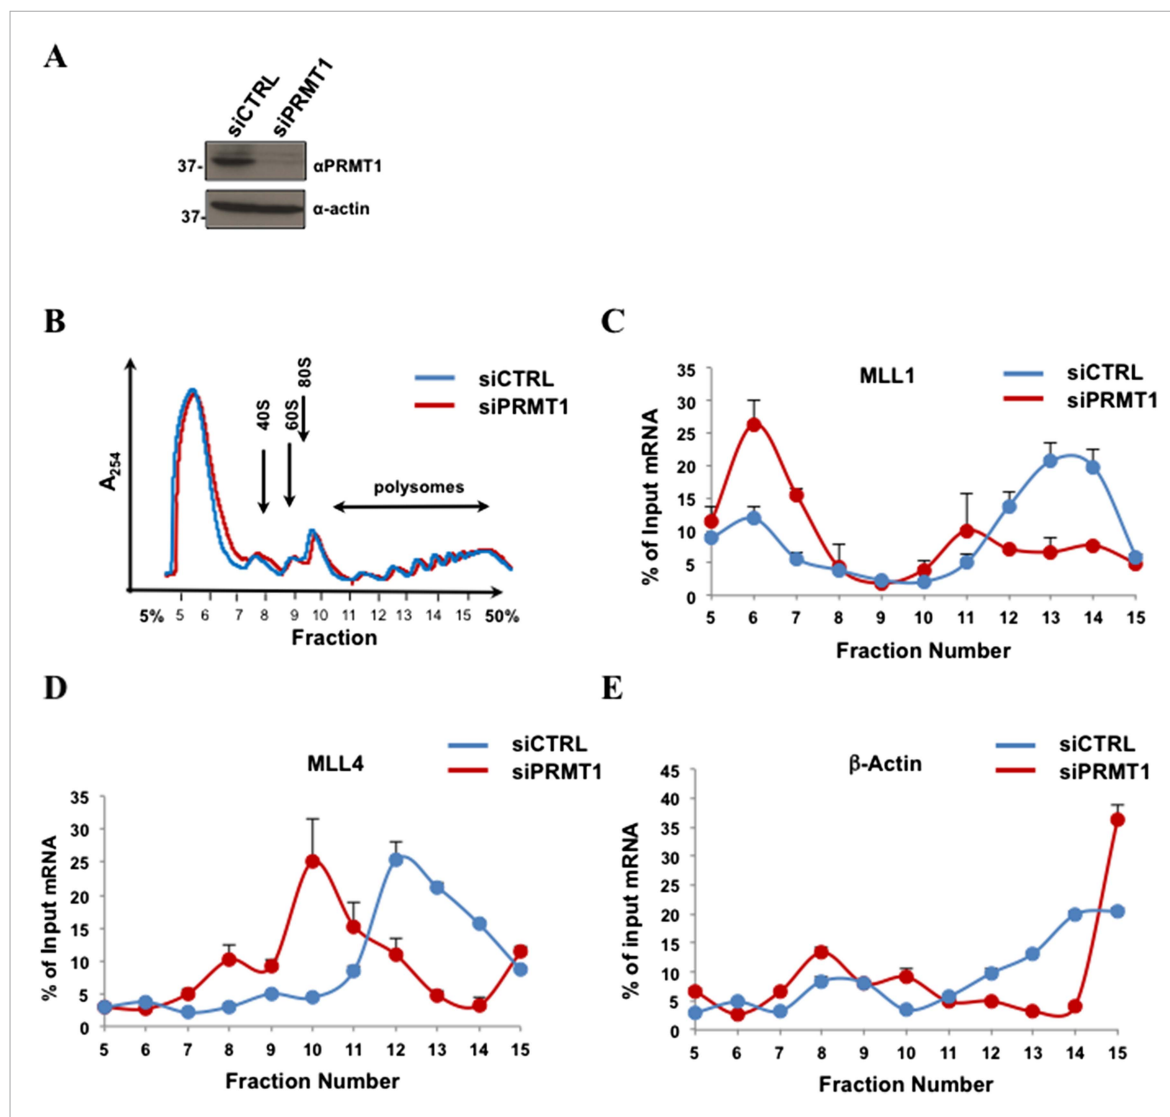 A
siCTRL
siPRMT1
37-
αPRMT1
37-
α-actin
B
A254
40S
60S
80S
siCTRL
siPRMT1
polysomes
5% 5 6 7 8 9 10 11 12 13 14 15 50%
Fraction
C
MLL1
siCTRL
siPRMT1
% of Input mRNA
35
30
25
20
15
10
5
0
5 6 7 8 9 10 11 12 13 14 15
Fraction Number
D
MLL4
siCTRL
siPRMT1
% of Input mRNA
35
30
25
20
15
10
5
0
5 6 7 8 9 10 11 12 13 14 15
Fraction Number
E
β-Actin
siCTRL
siPRMT1
% of input mRNA
45
40
35
30
25
20
15
10
5
0
5 6 7 8 9 10 11 12 13 14 15
Fraction Number